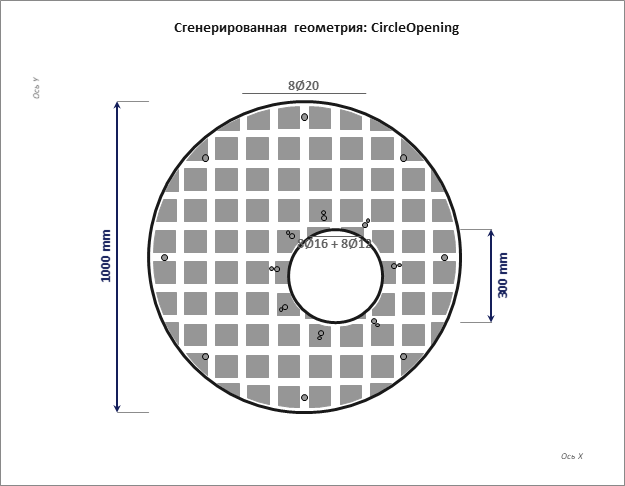 Сгенерированная геометрия: CircleOpening
Ось Y
8Ø20
1000 mm
8Ø16 + 8Ø12
300 mm
Ось X